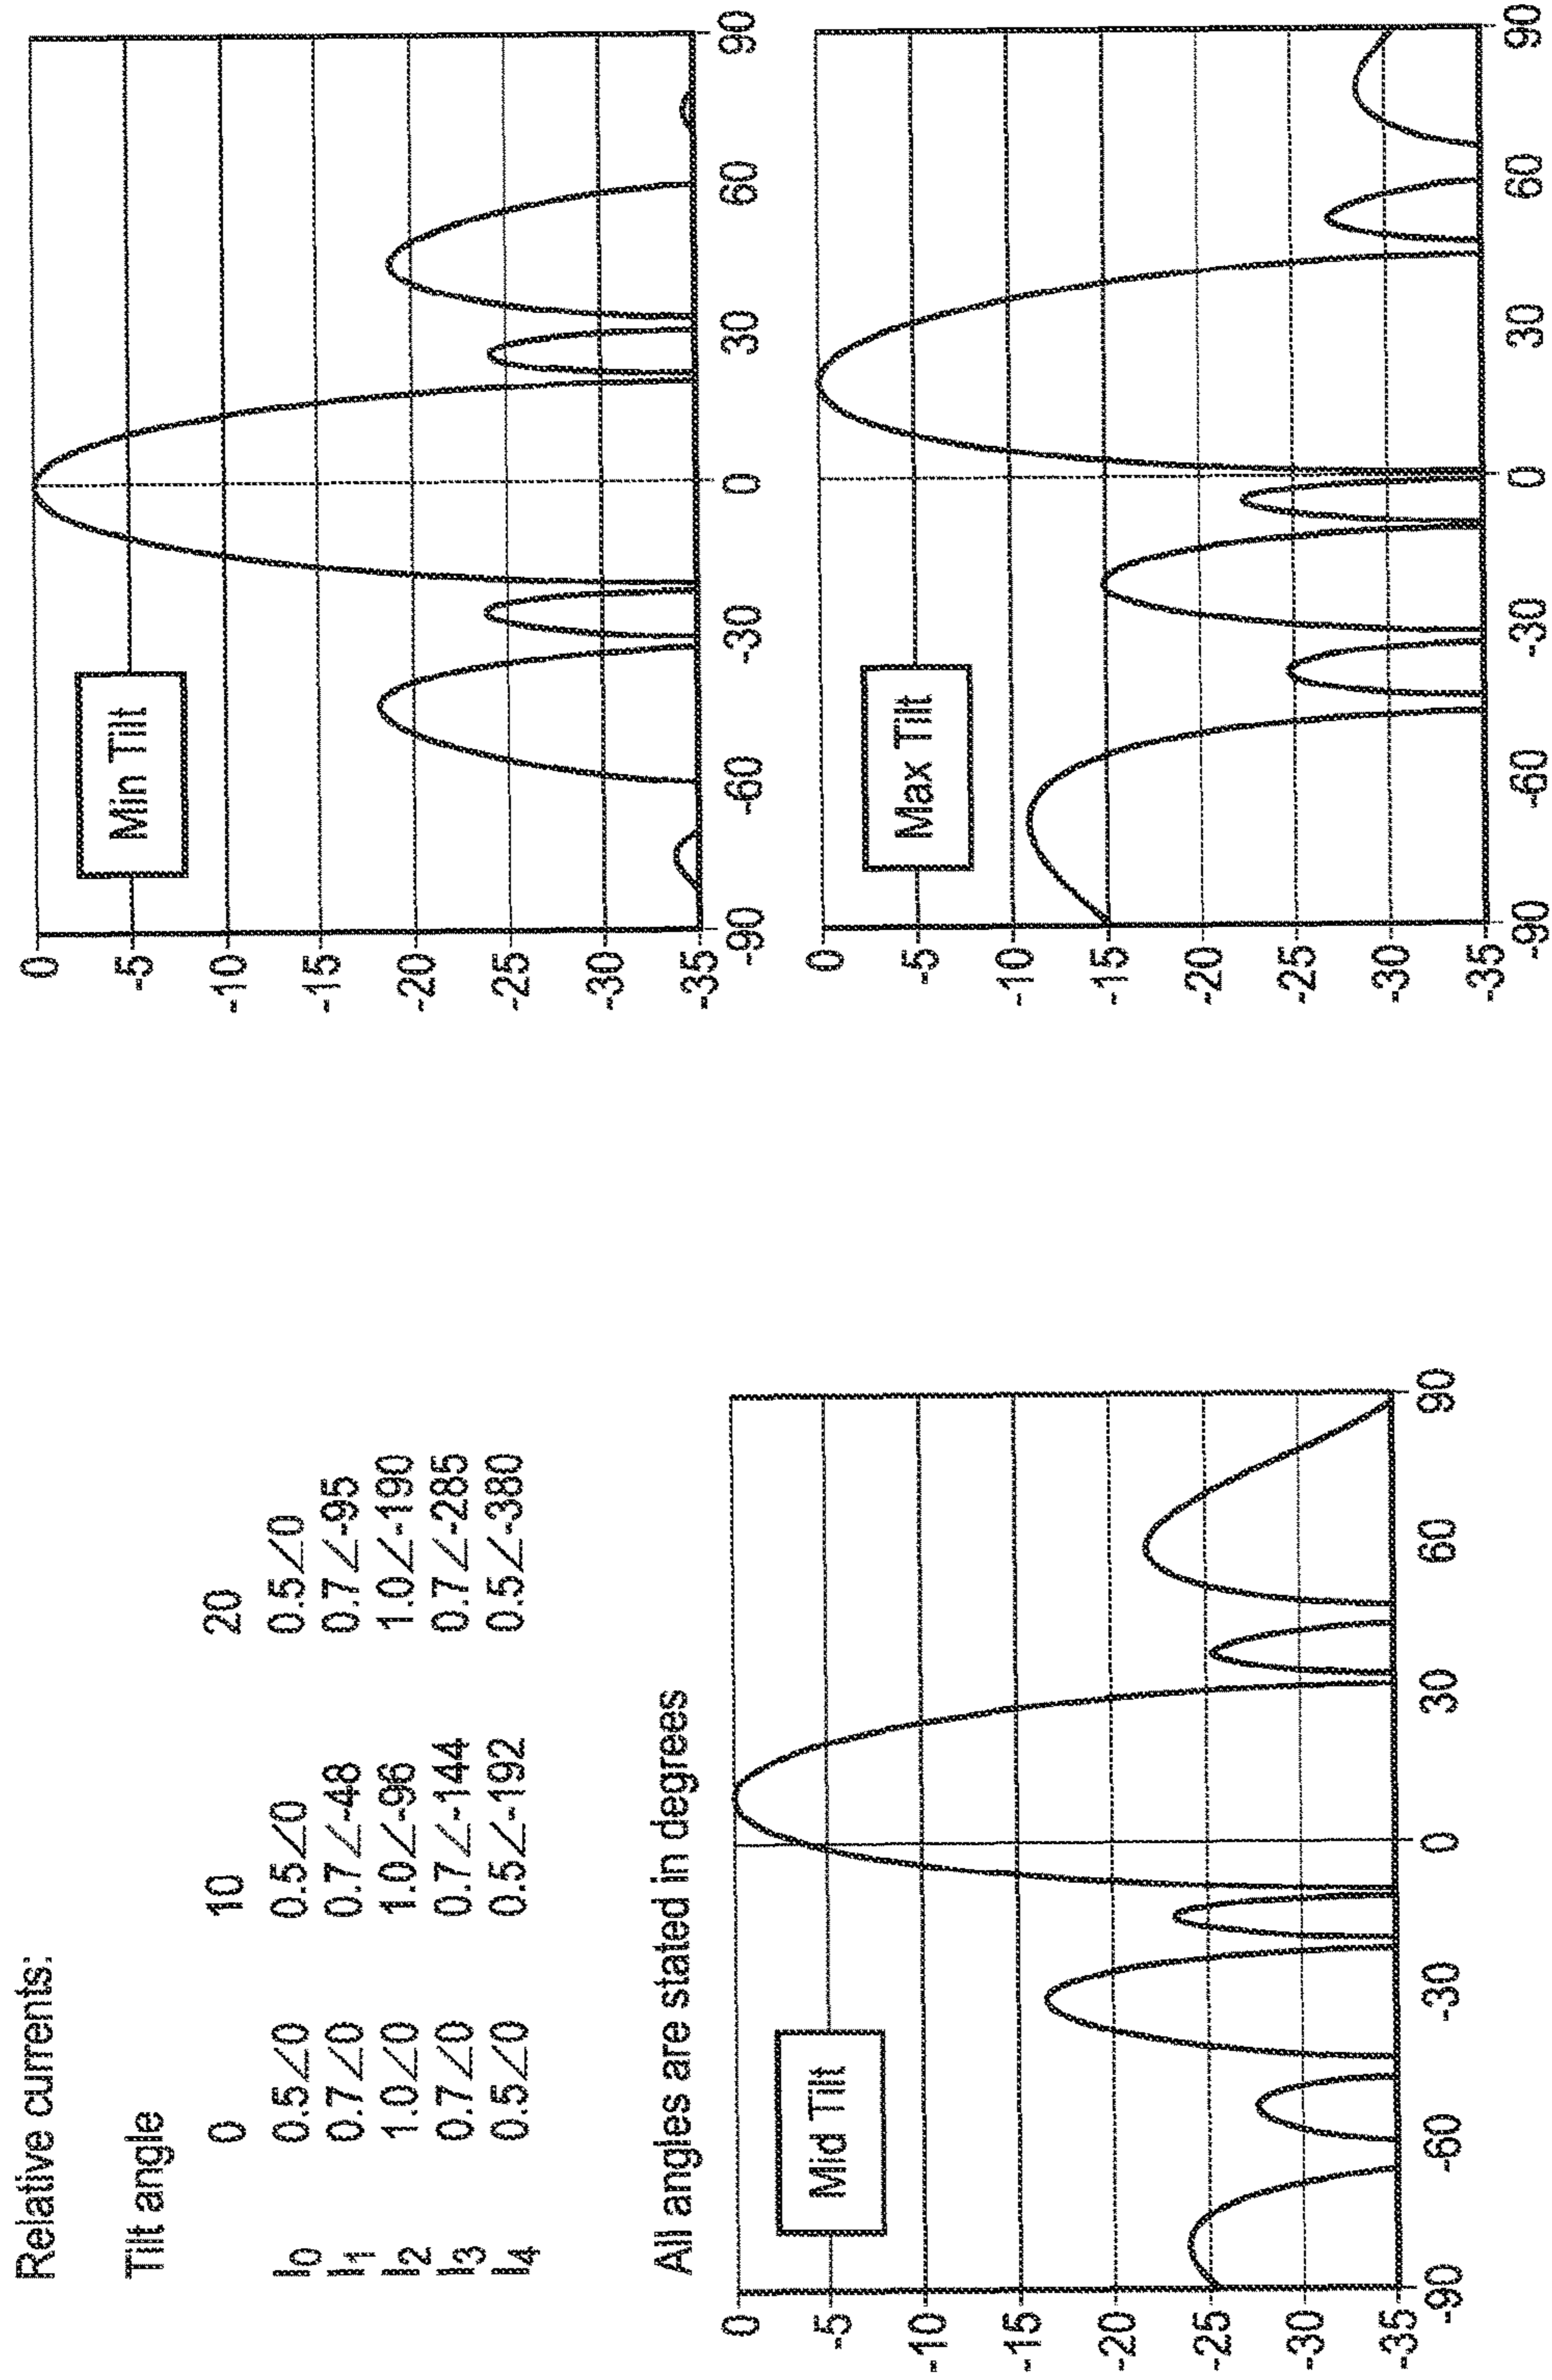 Relative currents:
Tilt angle
0 10 20
I0 0.5∠0 0.5∠0 0.5∠0
I1 0.7∠0 0.7∠-48 0.7∠-95
I2 1.0∠0 1.0∠-96 1.0∠-190
I3 0.7∠0 0.7∠-144 0.7∠-285
I4 0.5∠0 0.5∠-192 0.5∠-380
All angles are stated in degrees
Mid Tilt
0
-5
-10
-15
-20
-25
-30
-35
-90 -60 -30 0 30 60 90
Min Tilt
0
-5
-10
-15
-20
-25
-30
-35
-90 -60 -30 0 30 60 90
Max Tilt
0
-5
-10
-15
-20
-25
-30
-35
-90 -60 -30 0 30 60 90